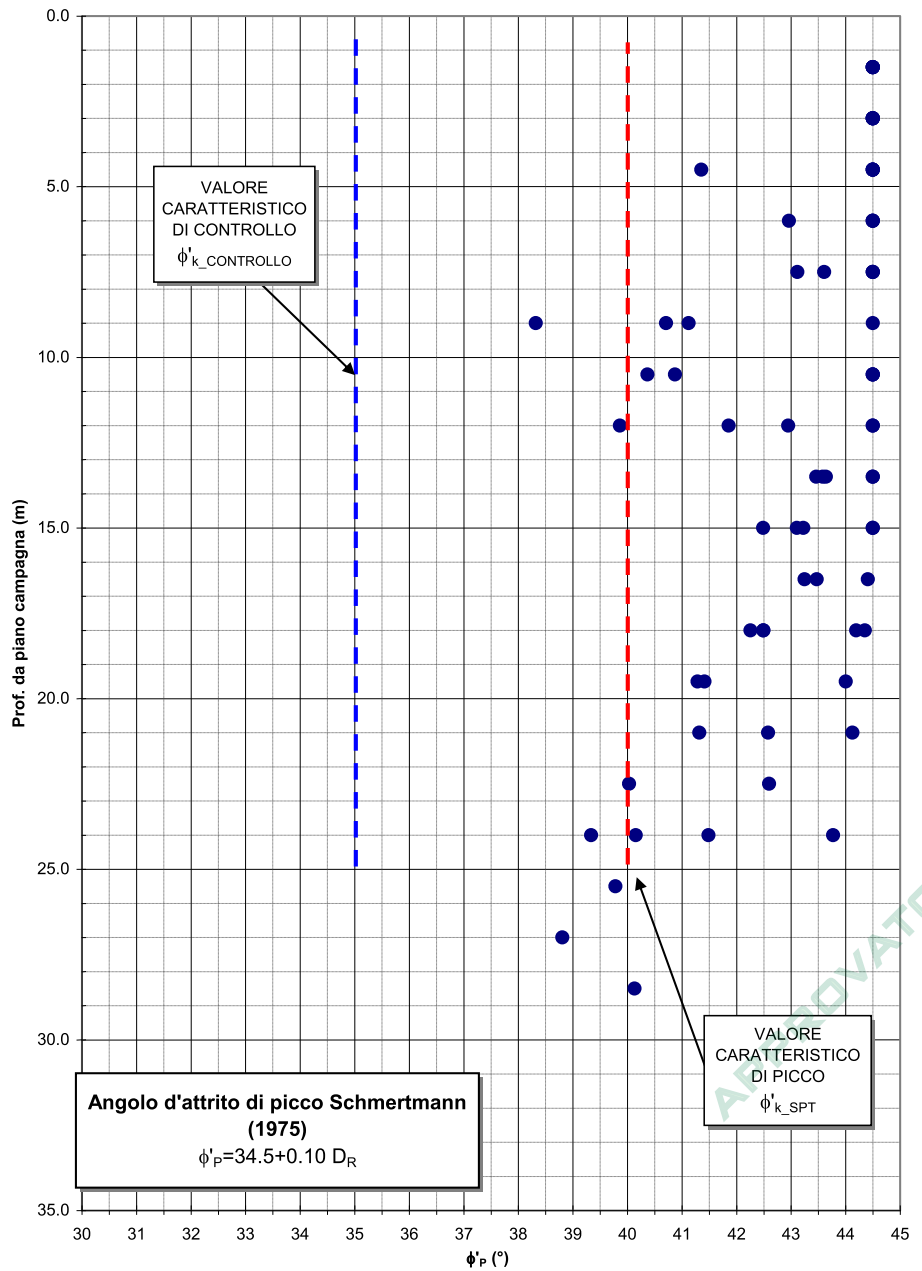 0.0
5.0
10.0
15.0
20.0
25.0
30.0
35.0
Prof. da piano campagna (m)
VALORE
CARATTERISTICO
DI CONTROLLO
ϕ'k_CONTROLLO
VALORE
CARATTERISTICO
DI PICCO
ϕ'k_SPT
APPROVATO
Angolo d'attrito di picco Schmertmann
(1975)
ϕ'P=34.5+0.10 DR
30 31 32 33 34 35 36 37 38 39 40 41 42 43 44 45
ϕ'P (°)